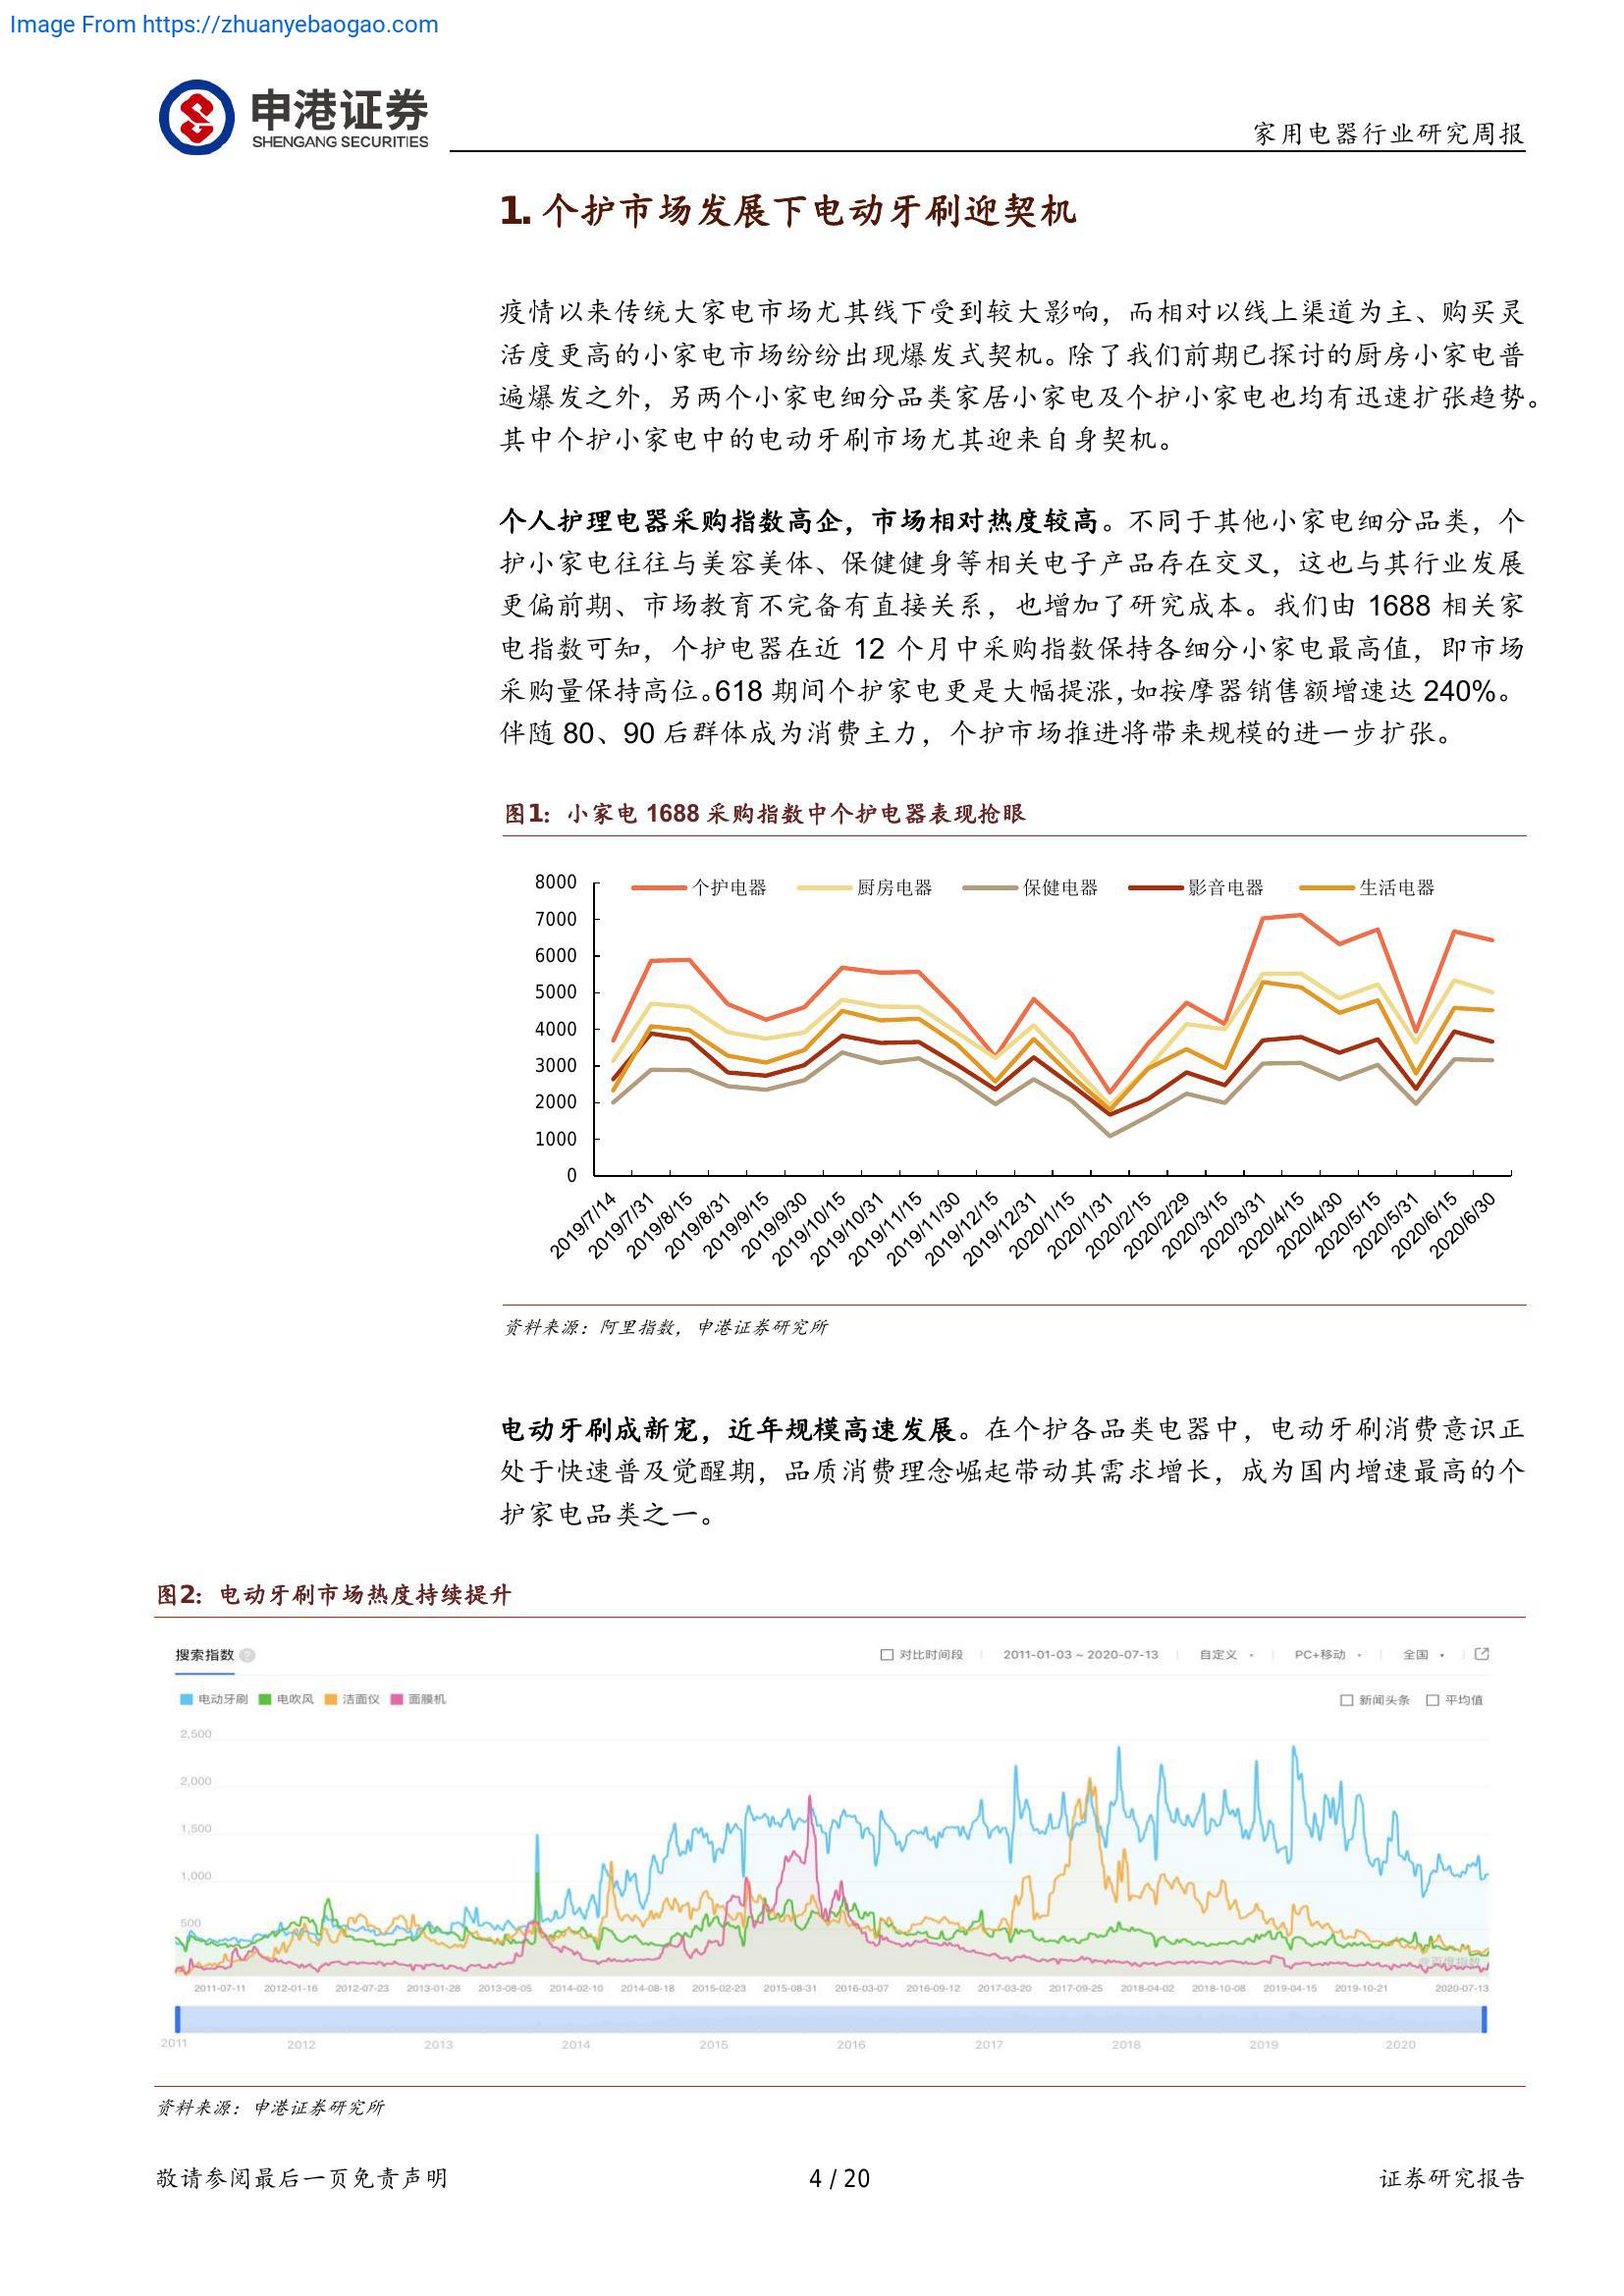 Image From https://zhuanyebaogao.com
申港证券
SHENGANG SECURITIES
家用电器行业研究周报
1. 个护市场发展下电动牙刷迎契机
疫情以来传统大家电市场尤其线下受到较大影响，而相对以线上渠道为主、购买灵
活度更高的小家电市场纷纷出现爆发式契机。除了我们前期已探讨的厨房小家电普
遍爆发之外，另两个小家电细分品类家居小家电及个护小家电也均有迅速扩张趋势。
其中个护小家电中的电动牙刷市场尤其迎来自身契机。
个人护理电器采购指数高企，市场相对热度较高。不同于其他小家电细分品类，个
护小家电往往与美容美体、保健健身等相关电子产品存在交叉，这也与其行业发展
更偏前期、市场教育不完备有直接关系，也增加了研究成本。我们由 1688 相关家
电指数可知，个护电器在近 12 个月中采购指数保持各细分小家电最高值，即市场
采购量保持高位。618 期间个护家电更是大幅提涨，如按摩器销售额增速达 240%。
伴随 80、90 后群体成为消费主力，个护市场推进将带来规模的进一步扩张。
图1：小家电 1688 采购指数中个护电器表现抢眼
个护电器 厨房电器 保健电器 影音电器 生活电器
8000
7000
6000
5000
4000
3000
2000
1000
0
2019/7/14 2019/7/31 2019/8/15 2019/8/31 2019/9/15 2019/9/30 2019/10/15 2019/10/31 2019/11/15 2019/11/30 2019/12/15 2019/12/31 2020/1/15 2020/1/31 2020/2/15 2020/2/29 2020/3/15 2020/3/31 2020/4/15 2020/4/30 2020/5/15 2020/5/31 2020/6/15 2020/6/30
资料来源：阿里指数，申港证券研究所
电动牙刷成新宠，近年规模高速发展。在个护各品类电器中，电动牙刷消费意识正
处于快速普及觉醒期，品质消费理念崛起带动其需求增长，成为国内增速最高的个
护家电品类之一。
图2：电动牙刷市场热度持续提升
搜索指数 ? 对比时间段 2011-01-03 ~ 2020-07-13 自定义 PC+移动 全国
电动牙刷 电吹风 洁面仪 面膜机 新闻头条 平均值
2,500
2,000
1,500
1,000
500
2011-07-11 2012-01-16 2012-07-23 2013-01-28 2013-08-05 2014-02-10 2014-08-18 2015-02-23 2015-08-31 2016-03-07 2016-09-12 2017-03-20 2017-09-25 2018-04-02 2018-10-08 2019-04-15 2019-10-21 2020-07-13
2011 2012 2013 2014 2015 2016 2017 2018 2019 2020
资料来源：申港证券研究所
敬请参阅最后一页免责声明 4 / 20 证券研究报告